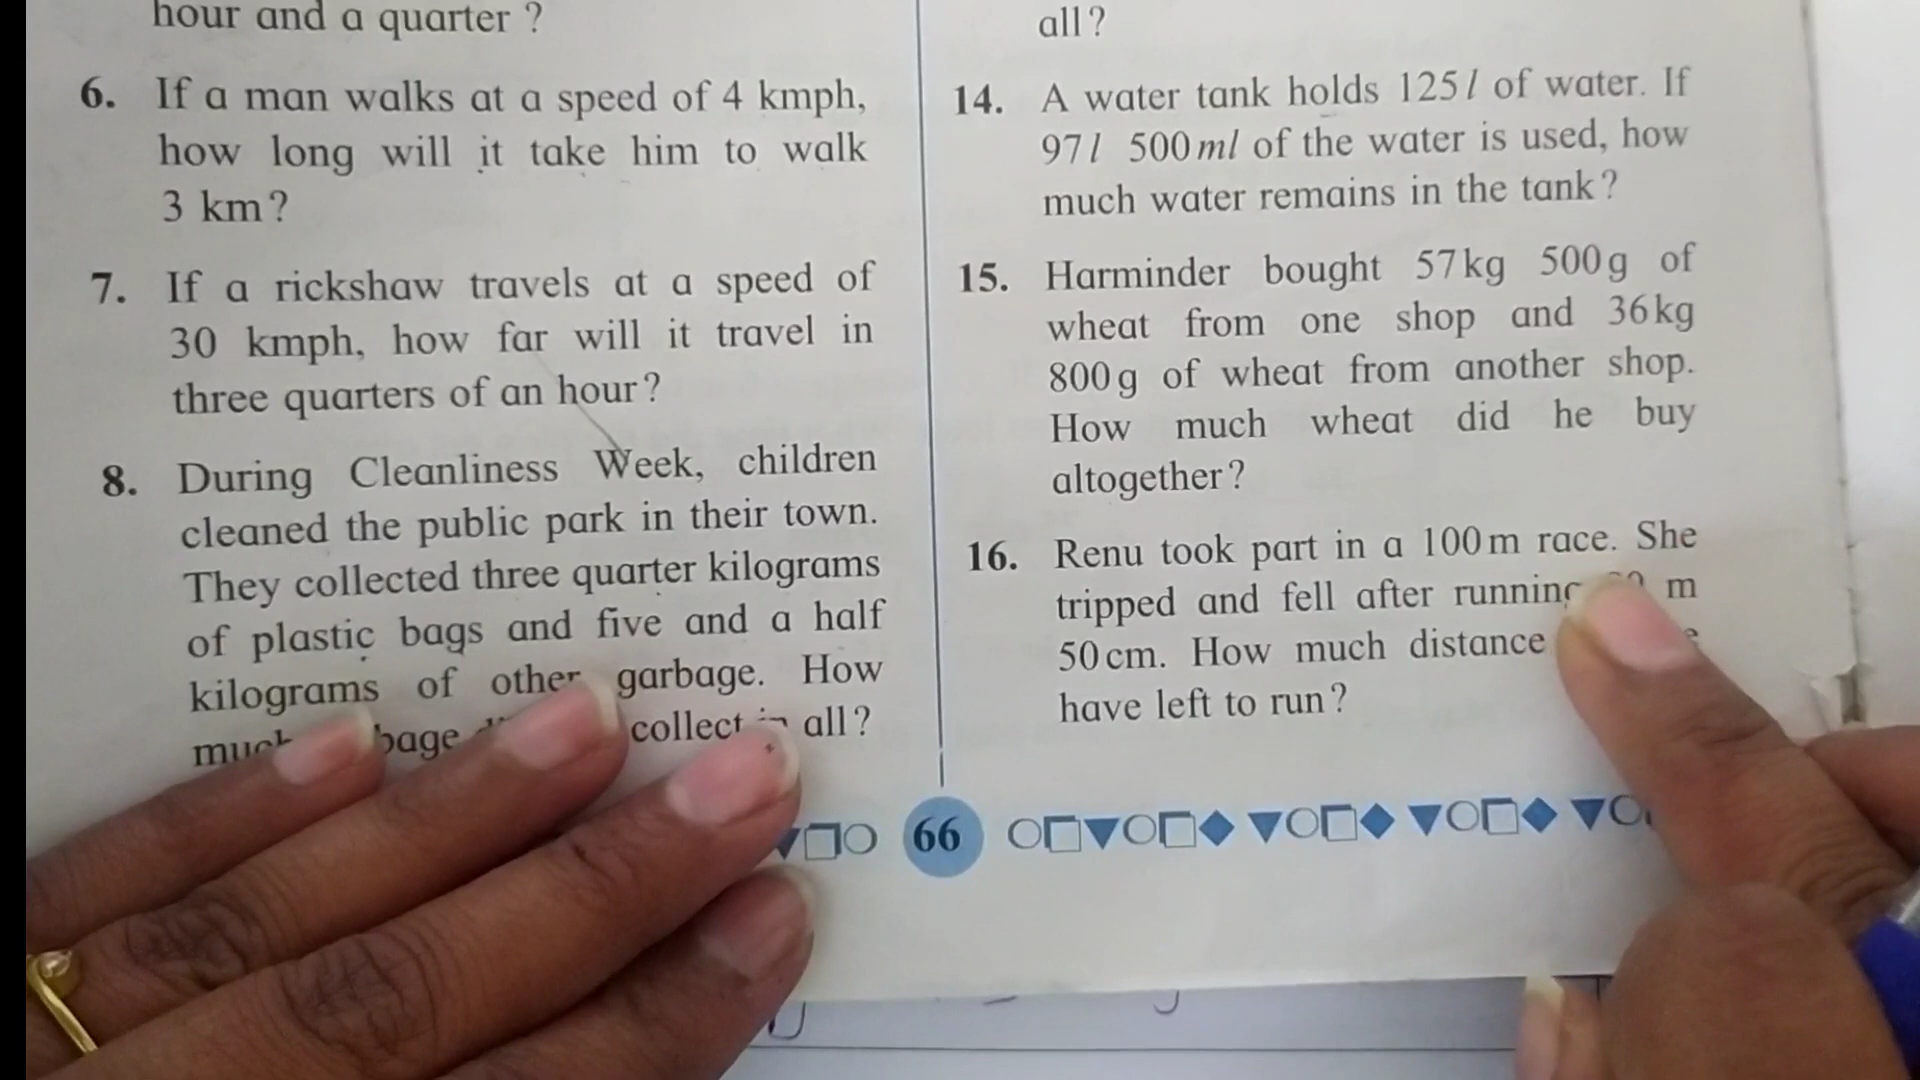 hour and a quarter ?
6. If a man walks at a speed of 4 kmph,
how long will it take him to walk
3 km?
7. If a rickshaw travels at a speed of
30 kmph, how far will it travel in
three quarters of an hour?
8. During Cleanliness Week, children
cleaned the public park in their town.
They collected three quarter kilograms
of plastic bags and five and a half
kilograms of other garbage. How
collect all?
66
all?
14. A water tank holds 125 l of water. If
97 l 500 ml of the water is used, how
much water remains in the tank?
15. Harminder bought 57 kg 500 g of
wheat from one shop and 36 kg
800 g of wheat from another shop.
How much wheat did he buy
altogether?
16. Renu took part in a 100 m race. She
tripped and fell after running m
50 cm. How much distance
have left to run?